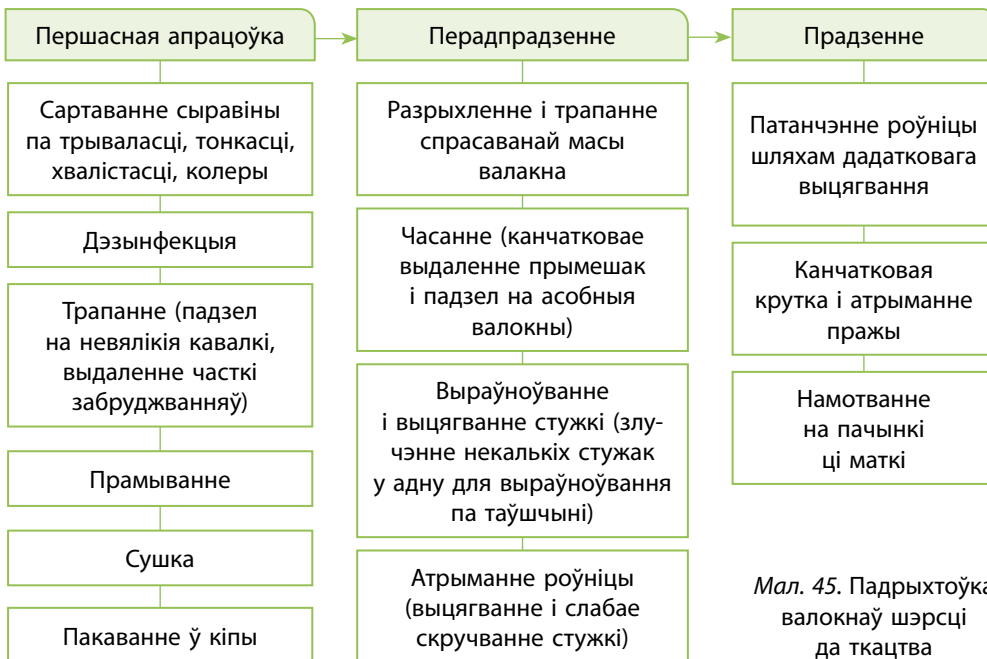 Першасная апрацоўка
Сартаванне сыравіны
па трываласці, тонкасці,
хвалістасці, колеры
Дэзынфекцыя
Трапанне (падзел
на невялікія кавалкі,
выдаленне часткі
забруджванняў)
Прамыванне
Сушка
Пакаванне ў кіпы
Перадпрадзенне
Разрыхленне і трапанне
спрасаванай масы
валакна
Часанне (канчатковае
выдаленне прымешак
і падзел на асобныя
валокны)
Выраўноўванне
і выцягванне стужкі (злу-
чэнне некалькіх стужак
у адну для выраўноўвання
па таўшчыні)
Атрыманне роўніцы
(выцягванне і слабае
скручванне стужкі)
Прадзенне
Патанчэнне роўніцы
шляхам дадатковага
выцягвання
Канчатковая
крутка і атрыманне
пражы
Намотванне
на пачынкі
ці маткі
Мал. 45. Падрыхтоўка
валокнаў шэрсці
да ткацтва